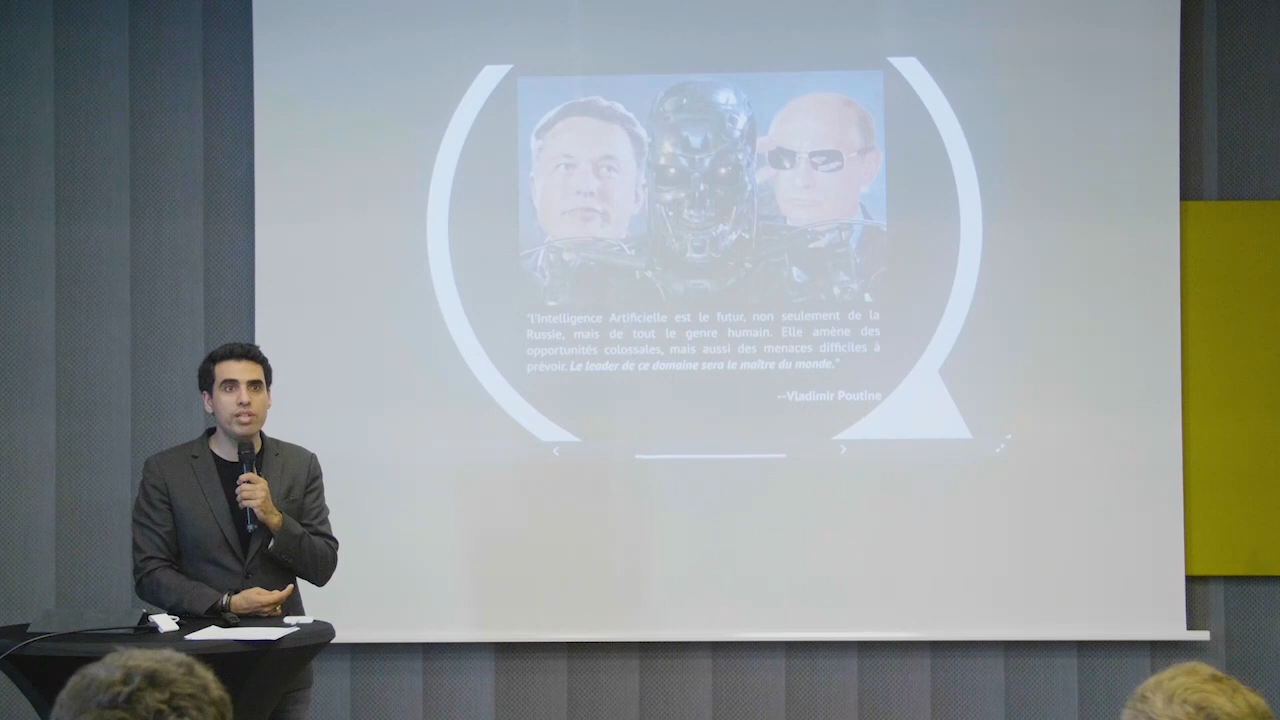 "l'Intelligence Artificielle est le futur, non seulement de la
Russie, mais de tout le genre humain. Elle amène des
opportunités colossales, mais aussi des menaces difficiles à
prévoir. Le leader de ce domaine sera le maître du monde."
--Vladimir Poutine